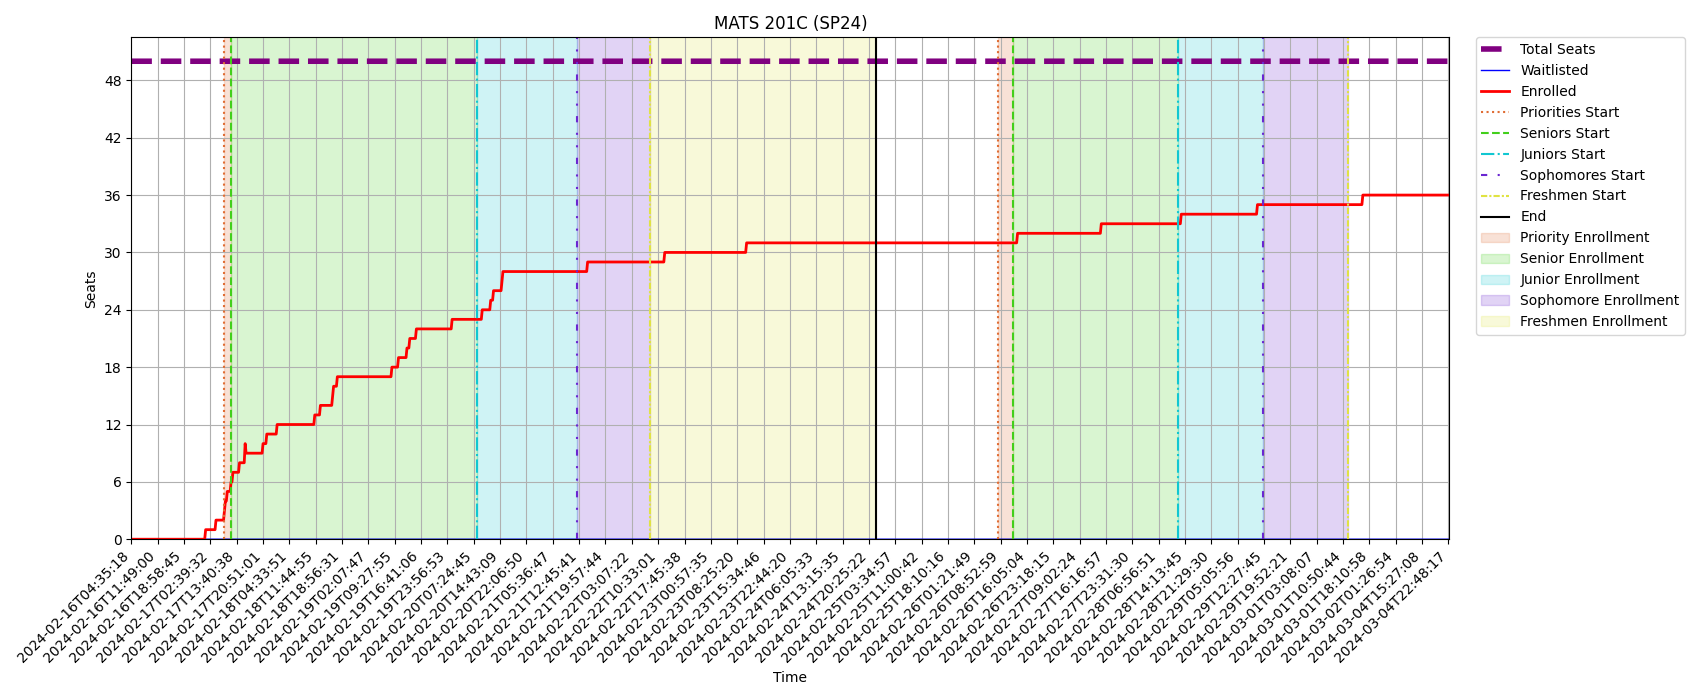 MATS 201C (SP24)
Seats
48
42
36
30
24
18
12
6
0
2024-02-16T04:35:18
2024-02-16T11:49:00
2024-02-16T18:58:45
2024-02-17T02:39:32
2024-02-17T13:40:38
2024-02-17T20:51:01
2024-02-18T04:33:51
2024-02-18T11:44:55
2024-02-18T18:56:31
2024-02-19T02:07:47
2024-02-19T09:27:55
2024-02-19T16:41:06
2024-02-19T23:56:53
2024-02-20T07:24:45
2024-02-20T14:43:09
2024-02-20T22:06:50
2024-02-21T05:36:47
2024-02-21T12:45:41
2024-02-21T19:57:44
2024-02-22T03:07:22
2024-02-22T10:33:01
2024-02-22T17:45:38
2024-02-23T00:57:35
2024-02-23T08:25:20
2024-02-23T15:34:46
2024-02-23T22:44:20
2024-02-24T06:05:33
2024-02-24T13:15:35
2024-02-24T20:25:22
2024-02-25T03:34:57
2024-02-25T11:00:42
2024-02-25T18:10:16
2024-02-26T01:21:49
2024-02-26T08:52:59
2024-02-26T16:05:04
2024-02-26T23:18:15
2024-02-27T09:02:24
2024-02-27T16:16:57
2024-02-27T23:31:30
2024-02-28T06:56:51
2024-02-28T14:13:45
2024-02-28T21:29:30
2024-02-29T05:05:56
2024-02-29T12:27:45
2024-02-29T19:52:21
2024-03-01T03:08:07
2024-03-01T10:50:44
2024-03-01T18:10:58
2024-03-02T01:26:54
2024-03-04T15:27:08
2024-03-04T22:48:17
Time
Total Seats
Waitlisted
Enrolled
Priorities Start
Seniors Start
Juniors Start
Sophomores Start
Freshmen Start
End
Priority Enrollment
Senior Enrollment
Junior Enrollment
Sophomore Enrollment
Freshmen Enrollment